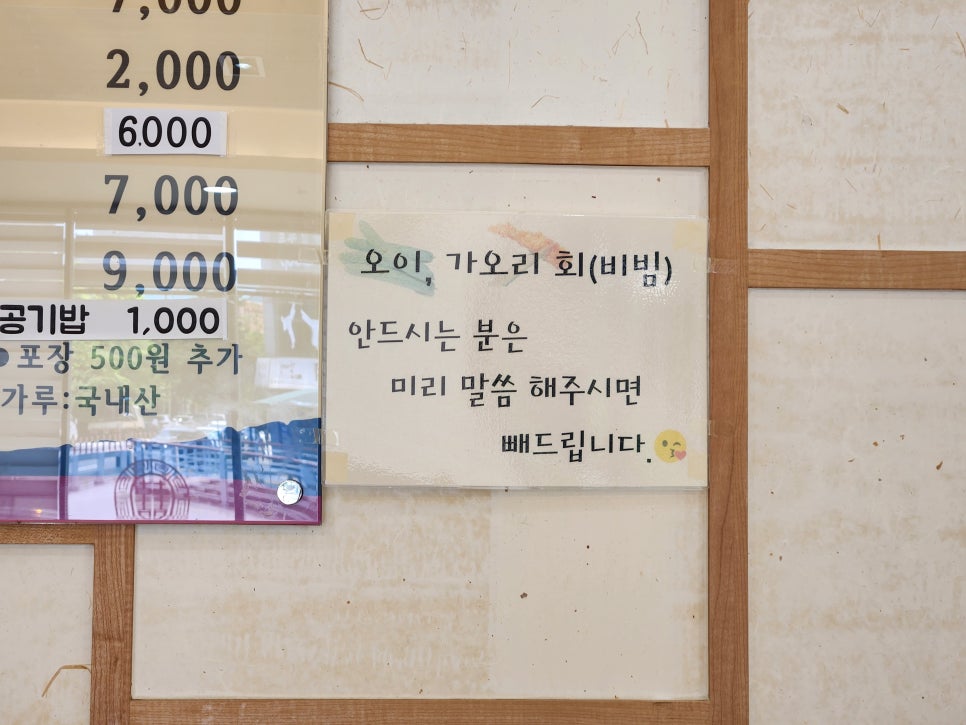 7,000
2,000
6.000
7,000
9,000
공기밥 1,000
포장 500원 추가
가루:국내산
오이, 가오리 회(비빔)
안드시는 분은
미리 말씀 해주시면
빼드립니다.